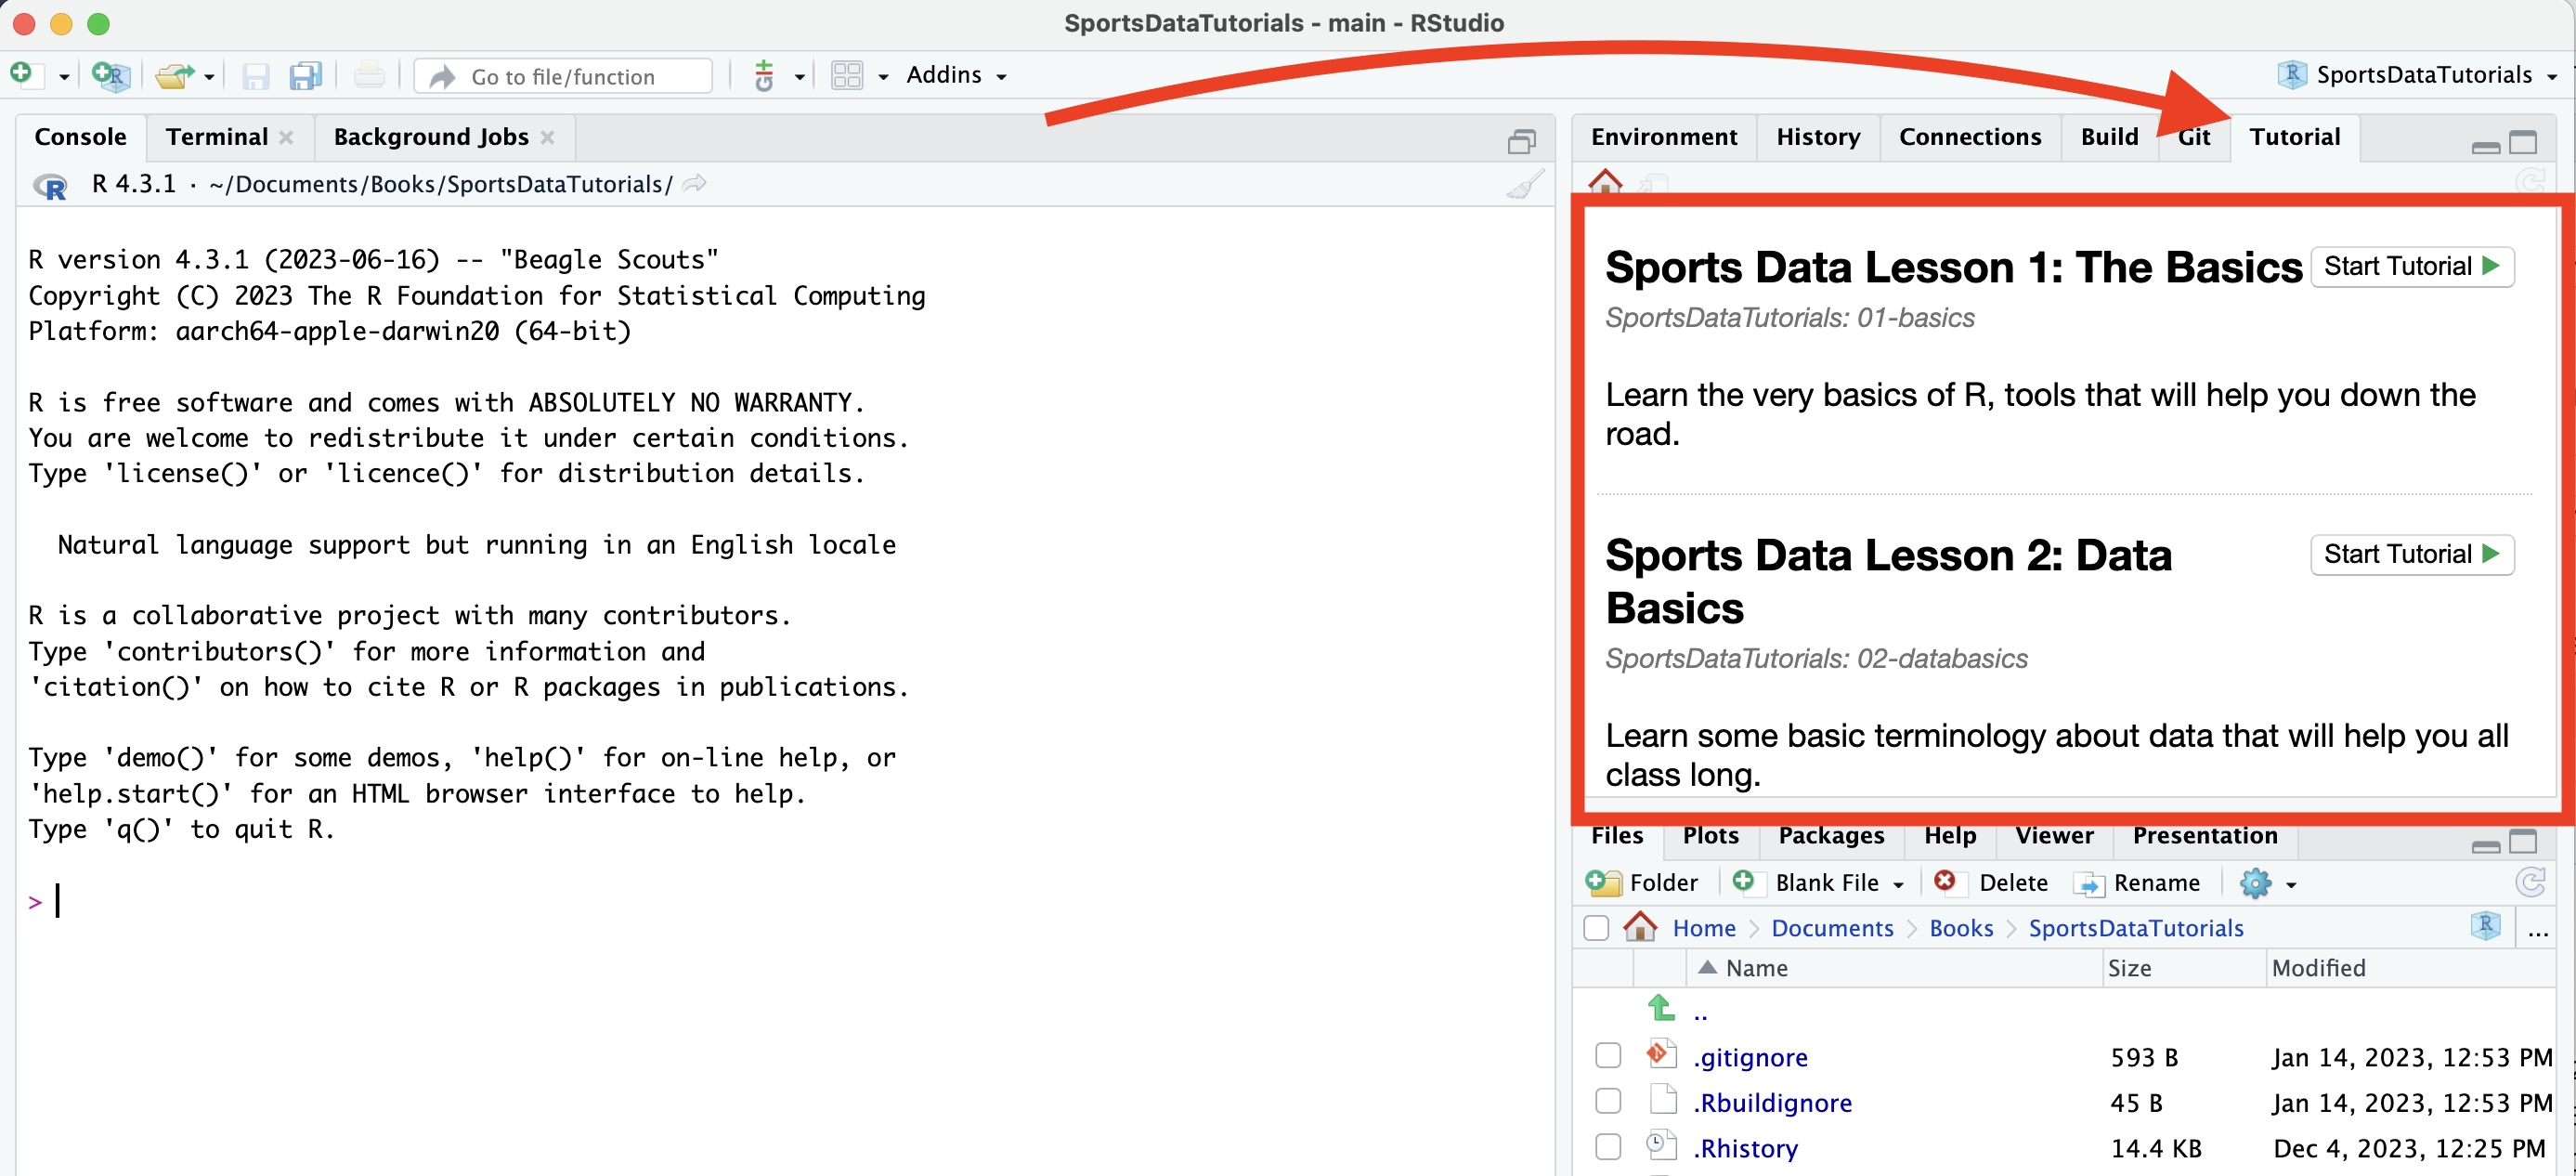 SportsDataTutorials - main - RStudio
Go to file/function
Addins
SportsDataTutorials
Console Terminal Background Jobs
R 4.3.1 · ~/Documents/Books/SportsDataTutorials/
R version 4.3.1 (2023-06-16) -- "Beagle Scouts"
Copyright (C) 2023 The R Foundation for Statistical Computing
Platform: aarch64-apple-darwin20 (64-bit)
R is free software and comes with ABSOLUTELY NO WARRANTY.
You are welcome to redistribute it under certain conditions.
Type 'license()' or 'licence()' for distribution details.
Natural language support but running in an English locale
R is a collaborative project with many contributors.
Type 'contributors()' for more information and
'citation()' on how to cite R or R packages in publications.
Type 'demo()' for some demos, 'help()' for on-line help, or
'help.start()' for an HTML browser interface to help.
Type 'q()' to quit R.
>
Environment History Connections Build Git Tutorial
Sports Data Lesson 1: The Basics
Start Tutorial
SportsDataTutorials: 01-basics
Learn the very basics of R, tools that will help you down the
road.
Sports Data Lesson 2: Data
Basics
Start Tutorial
SportsDataTutorials: 02-databasics
Learn some basic terminology about data that will help you all
class long.
Files Plots Packages Help Viewer Presentation
Folder Blank File Delete Rename
Home Documents Books SportsDataTutorials ...
Name Size Modified
..
.gitignore 593 B Jan 14, 2023, 12:53 PM
.Rbuildignore 45 B Jan 14, 2023, 12:53 PM
.Rhistory 14.4 KB Dec 4, 2023, 12:25 PM